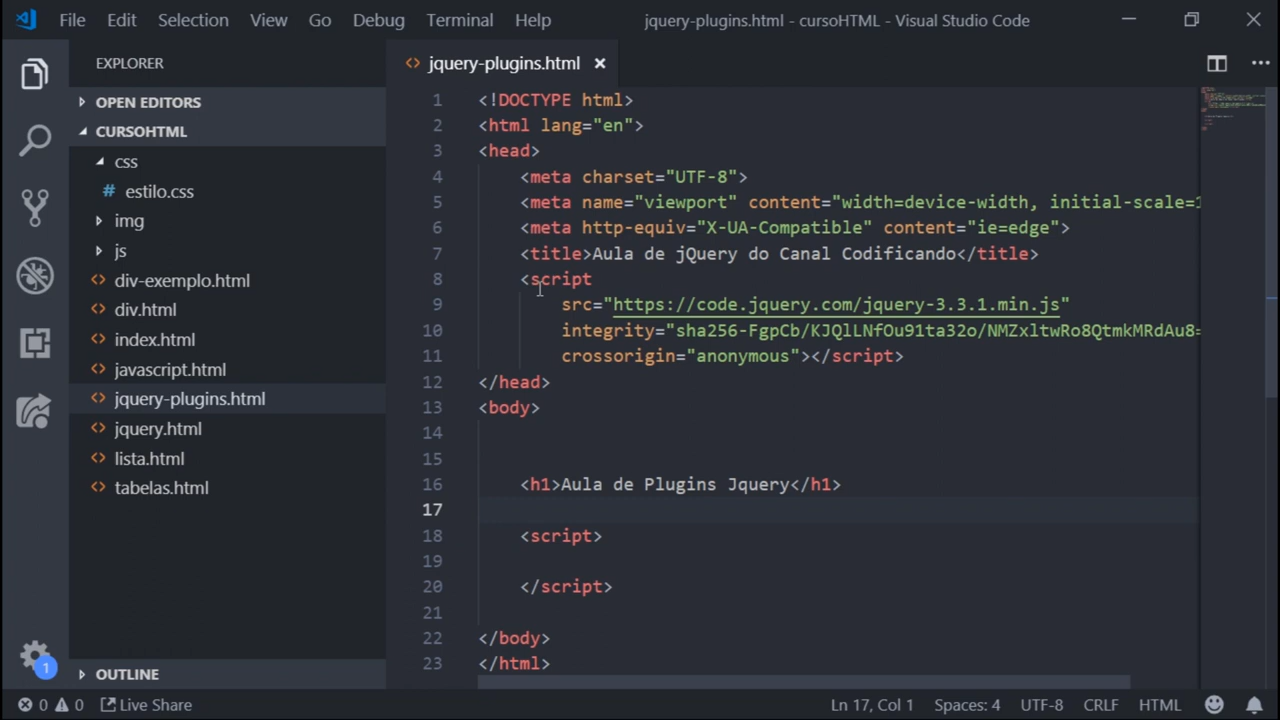 File Edit Selection View Go Debug Terminal Help jquery-plugins.html - cursoHTML - Visual Studio Code
EXPLORER
OPEN EDITORS
CURSOHTML
css
# estilo.css
img
js
<> div-exemplo.html
<> div.html
<> index.html
<> javascript.html
<> jquery-plugins.html
<> jquery.html
<> lista.html
<> tabelas.html
OUTLINE
1
<> jquery-plugins.html ×
1 <!DOCTYPE html>
2 <html lang="en">
3 <head>
4 <meta charset="UTF-8">
5 <meta name="viewport" content="width=device-width, initial-scale=1
6 <meta http-equiv="X-UA-Compatible" content="ie=edge">
7 <title>Aula de jQuery do Canal Codificando</title>
8 <script
9 src="https://code.jquery.com/jquery-3.3.1.min.js"
10 integrity="sha256-FgpCb/KJQlLNfOu91ta32o/NMZxltwRo8QtmkMRdAu8=
11 crossorigin="anonymous"></script>
12 </head>
13 <body>
14
15
16 <h1>Aula de Plugins Jquery</h1>
17
18 <script>
19
20 </script>
21
22 </body>
23 </html>
0 0 Live Share Ln 17, Col 1 Spaces: 4 UTF-8 CRLF HTML